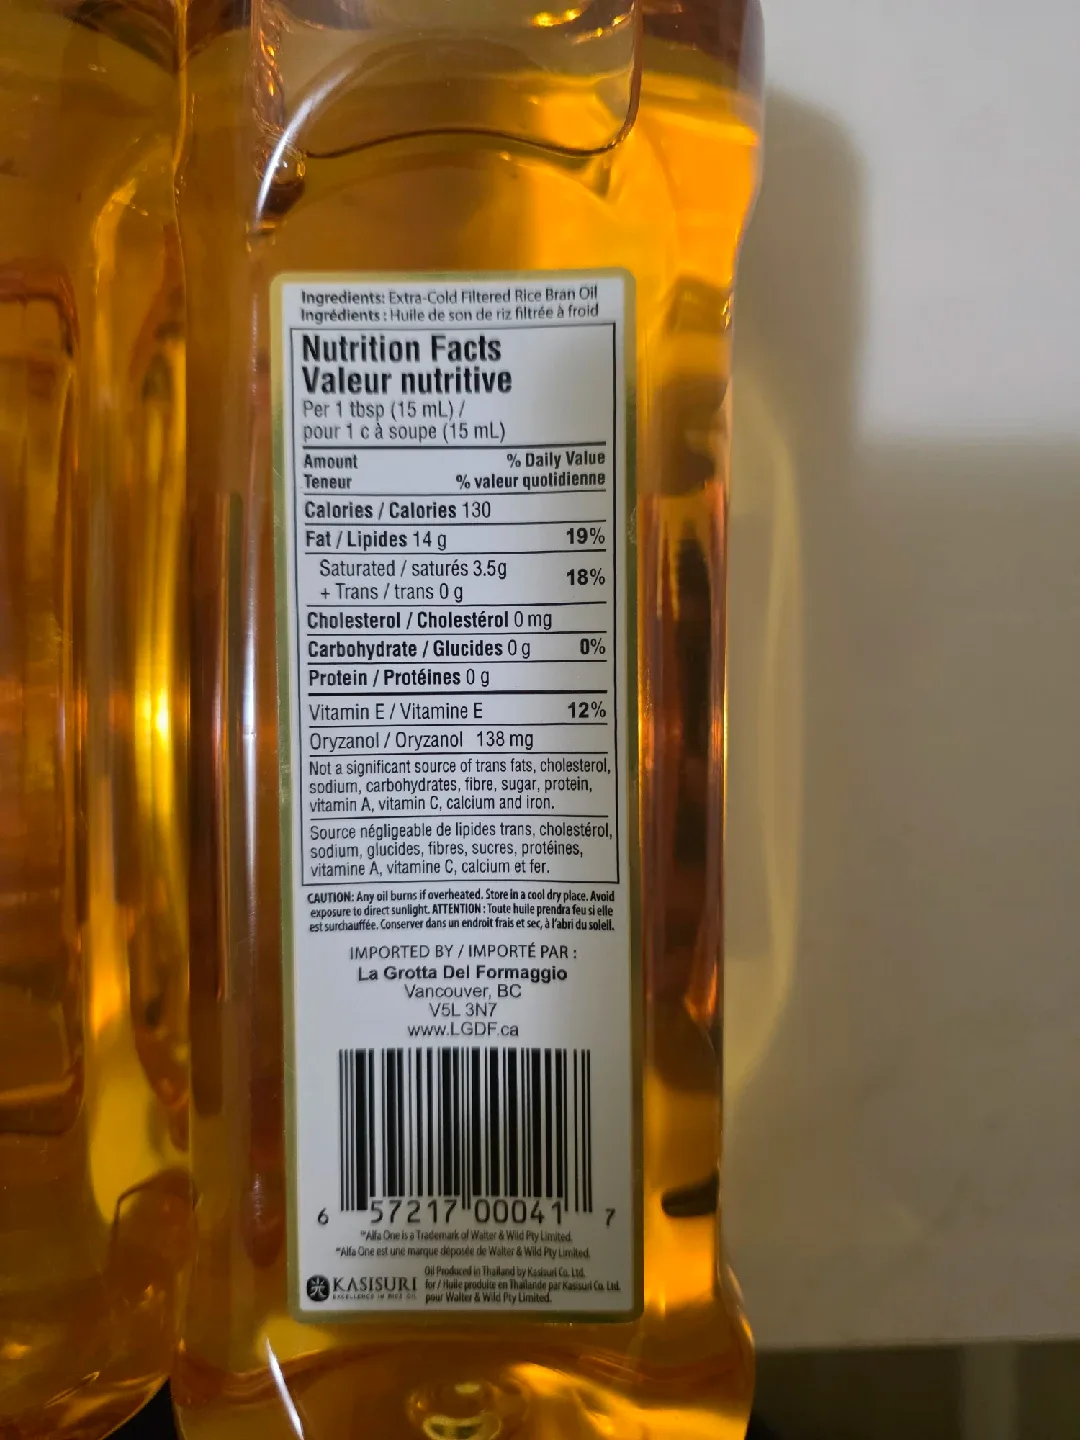 Ingredients: Extra-Cold Filtered Rice Bran Oil
Ingrédients : Huile de son de riz filtrée à froid
Nutrition Facts
Valeur nutritive
Per 1 tbsp (15 mL) /
pour 1 c à soupe (15 mL)
Amount % Daily Value
Teneur % valeur quotidienne
Calories / Calories 130
Fat / Lipides 14 g 19%
Saturated / saturés 3.5g
+ Trans / trans 0 g 18%
Cholesterol / Cholestérol 0 mg
Carbohydrate / Glucides 0 g 0%
Protein / Protéines 0 g
Vitamin E / Vitamine E 12%
Oryzanol / Oryzanol 138 mg
Not a significant source of trans fats, cholesterol,
sodium, carbohydrates, fibre, sugar, protein,
vitamin A, vitamin C, calcium and iron.
Source négligeable de lipides trans, cholestérol,
sodium, glucides, fibres, sucres, protéines,
vitamine A, vitamine C, calcium et fer.
CAUTION: Any oil burns if overheated. Store in a cool dry place. Avoid
exposure to direct sunlight. ATTENTION : Toute huile prendra feu si elle
est surchauffée. Conserver dans un endroit frais et sec, à l'abri du soleil.
IMPORTED BY / IMPORTÉ PAR :
La Grotta Del Formaggio
Vancouver, BC
V5L 3N7
www.LGDF.ca
6 57217 00041 7
"Alfa One is a Trademark of Walter & Wild Pty Limited.
"Alfa One est une marque déposée de Walter & Wild Pty Limited.
KASISURI
EXCELLENCE IN RICE OIL
Oil Produced in Thailand by Kasisuri Co. Ltd.
for / Huile produite en Thaïlande par Kasisuri Co. Ltd.
pour Walter & Wild Pty Limited.